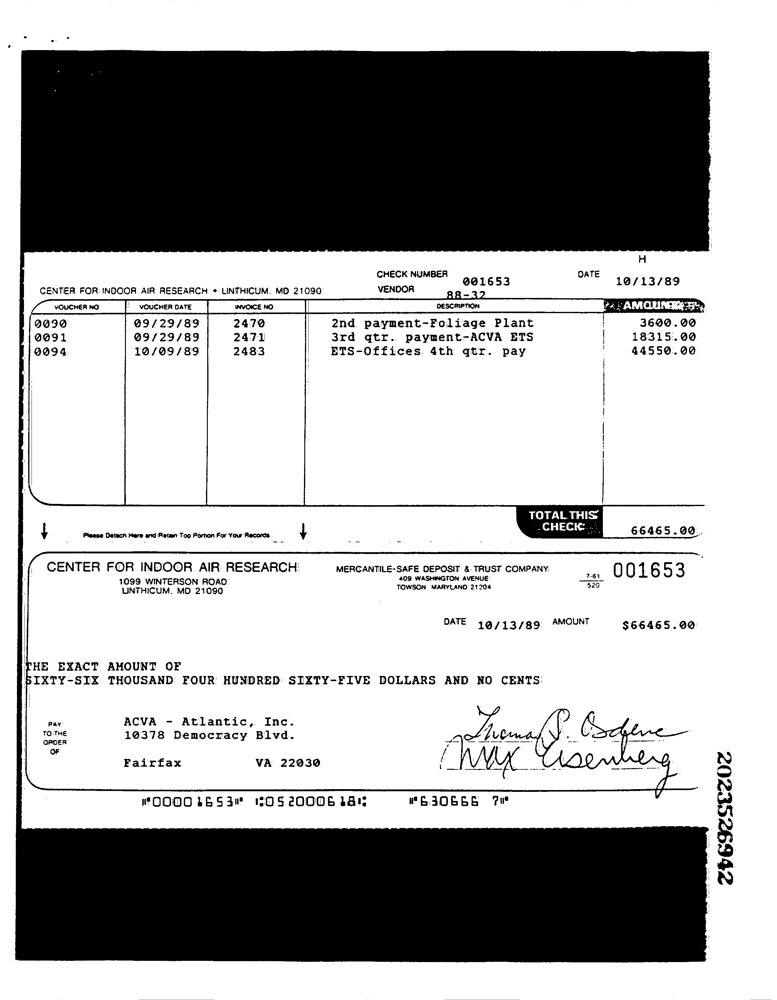 H
CHECK NUMBER 001653 DATE 10/13/89
CENTER FOR INDOOR AIR RESEARCH • LINTHICUM, MD 21090 VENDOR 88-32
VOUCHER NO VOUCHER DATE INVOICE NO DESCRIPTION AMOUNT
0090 09/29/89 2470 2nd payment-Foliage Plant 3600.00
0091 09/29/89 2471 3rd qtr. payment-ACVA ETS 18315.00
0094 10/09/89 2483 ETS-Offices 4th qtr. pay 44550.00
TOTAL THIS CHECK 66465.00
Please Detach Here and Retain Top Portion For Your Records
CENTER FOR INDOOR AIR RESEARCH
1099 WINTERSON ROAD
LINTHICUM, MD 21090
MERCANTILE-SAFE DEPOSIT & TRUST COMPANY
409 WASHINGTON AVENUE
TOWSON MARYLAND 21204
7-61
520
001653
DATE 10/13/89 AMOUNT $66465.00
THE EXACT AMOUNT OF
SIXTY-SIX THOUSAND FOUR HUNDRED SIXTY-FIVE DOLLARS AND NO CENTS
PAY TO THE ORDER OF
ACVA - Atlantic, Inc.
10378 Democracy Blvd.
Fairfax VA 22030
Thomas S. Osdene
Max Eisenberg
⑈00001653⑈ ⑆052000618⑆ ⑈630666 7⑈
2023526942